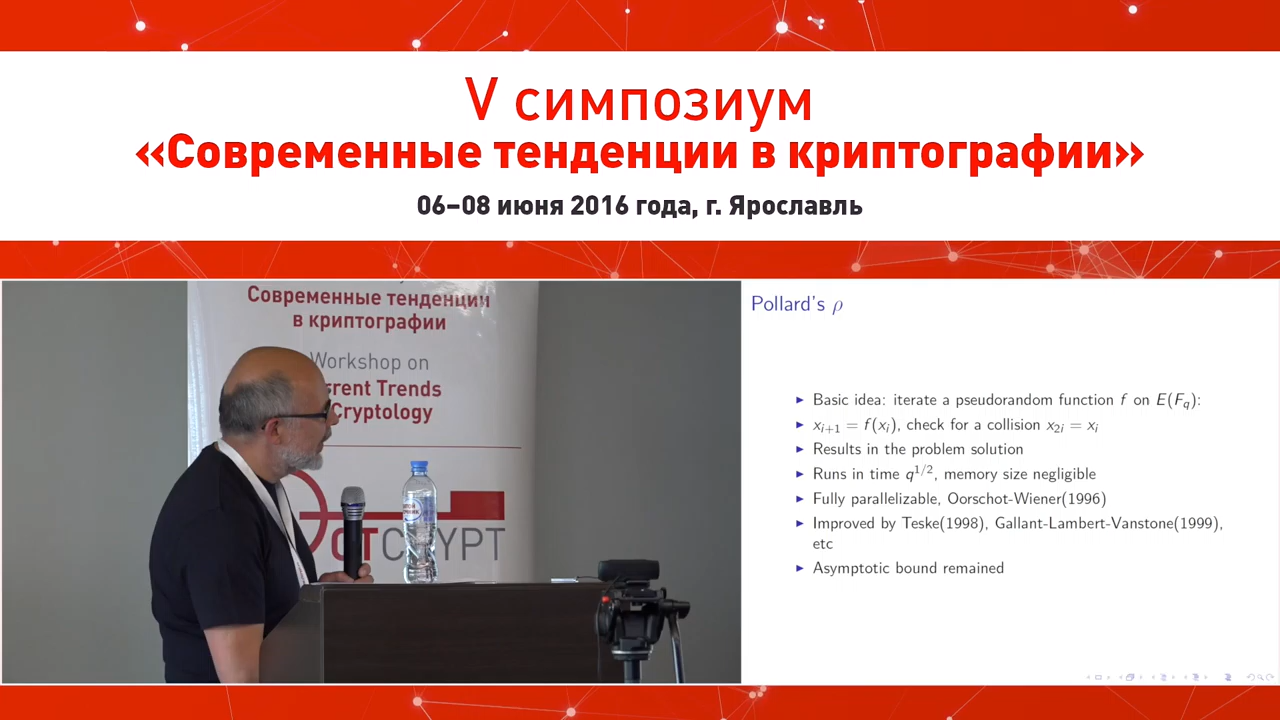 V симпозиум
«Современные тенденции в криптографии»
06–08 июня 2016 года, г. Ярославль
Современные тенденции
в криптографии
Workshop on
rrent Trends
Cryptology
CTCRYPT
Pollard's ρ
▸ Basic idea: iterate a pseudorandom function f on E(F_q):
▸ x_{i+1} = f(x_i), check for a collision x_{2i} = x_i
▸ Results in the problem solution
▸ Runs in time q^{1/2}, memory size negligible
▸ Fully parallelizable, Oorschot-Wiener(1996)
▸ Improved by Teske(1998), Gallant-Lambert-Vanstone(1999),
etc
▸ Asymptotic bound remained